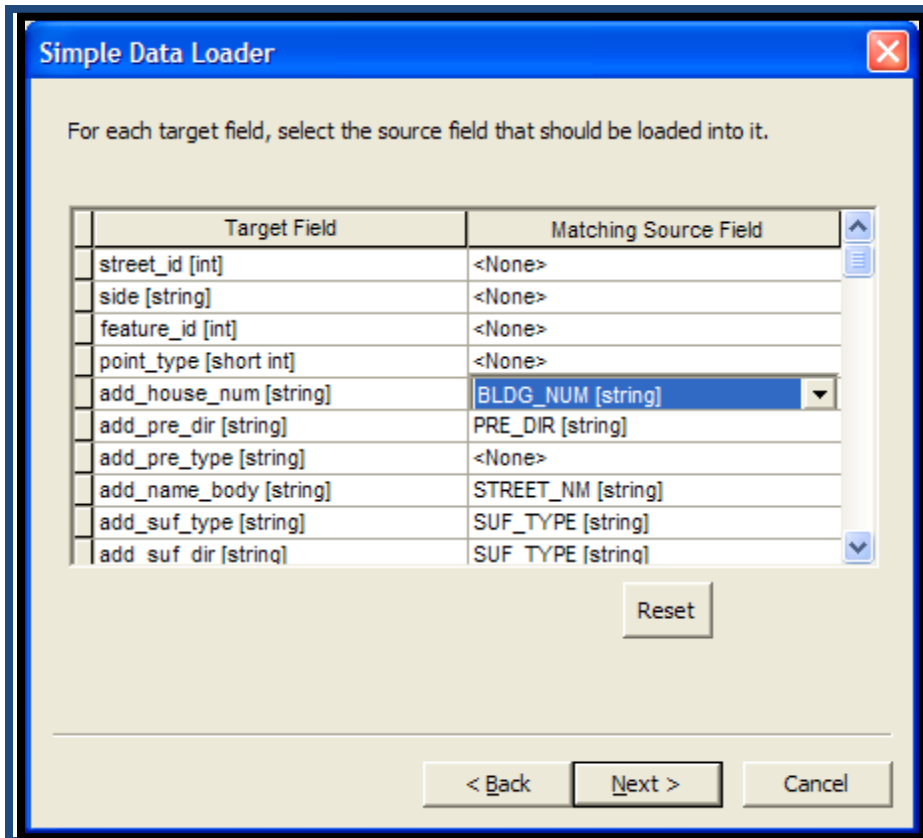 Simple Data Loader
For each target field, select the source field that should be loaded into it.
Target Field Matching Source Field
street_id [int] <None>
side [string] <None>
feature_id [int] <None>
point_type [short int] <None>
add_house_num [string] BLDG_NUM [string]
add_pre_dir [string] PRE_DIR [string]
add_pre_type [string] <None>
add_name_body [string] STREET_NM [string]
add_suf_type [string] SUF_TYPE [string]
add_suf_dir [string] SUF_TYPE [string]
Reset
< Back Next > Cancel